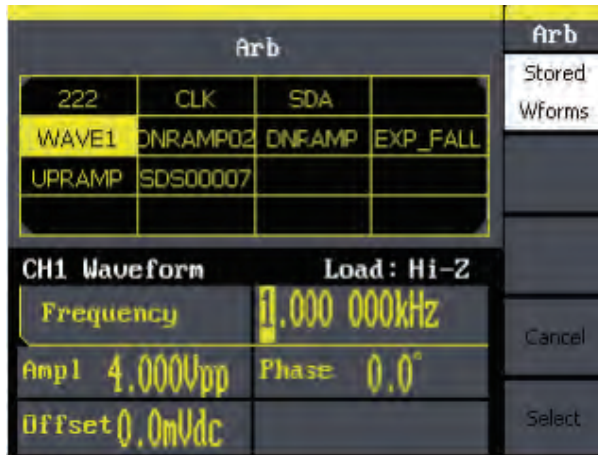 Arb
Arb
Stored
Wforms
222 CLK SDA
WAVE1 DNRAMP02 DNRAMP EXP_FALL
UPRAMP SDS00007
CH1 Waveform Load: Hi-Z
Frequency 1.000 000kHz
Ampl 4.000Vpp Phase 0.0°
Offset 0.0mVdc
Cancel
Select